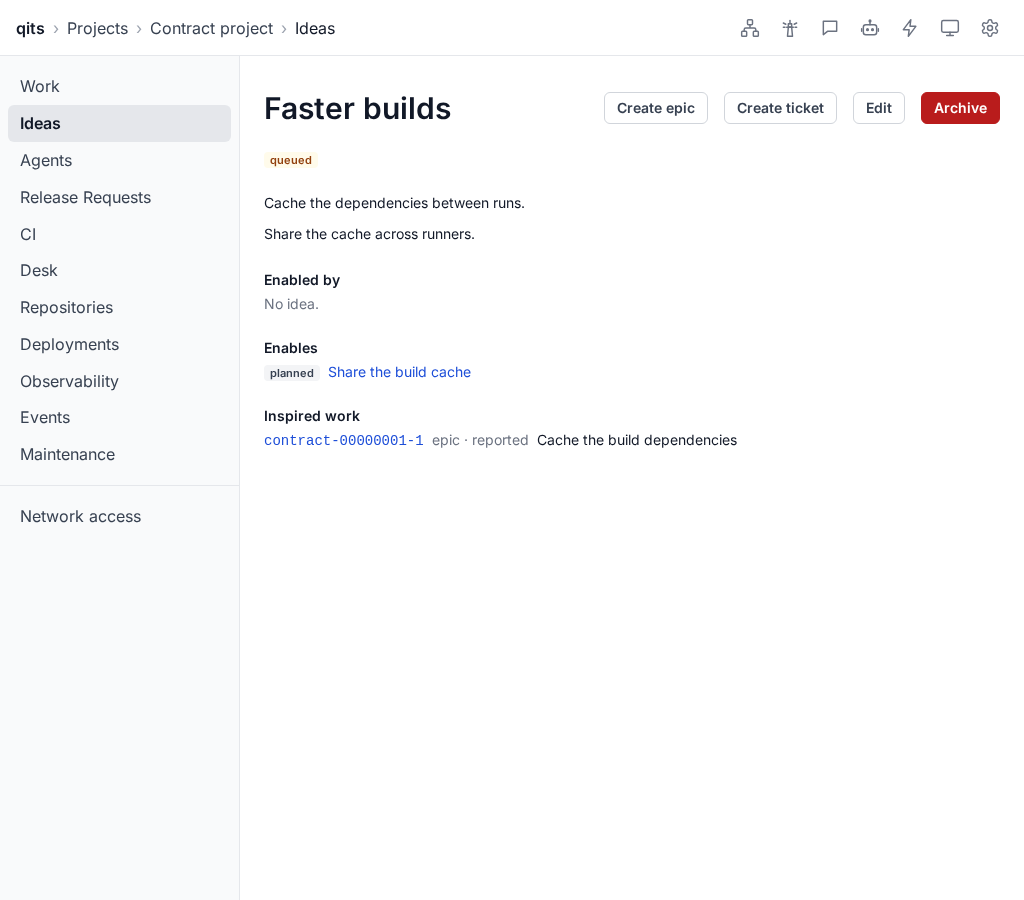 qits › Projects › Contract project › Ideas
Work
Ideas
Agents
Release Requests
CI
Desk
Repositories
Deployments
Observability
Events
Maintenance
Network access
Faster builds
Create epic
Create ticket
Edit
Archive
queued
Cache the dependencies between runs.
Share the cache across runners.
Enabled by
No idea.
Enables
planned Share the build cache
Inspired work
contract-00000001-1 epic · reported Cache the build dependencies